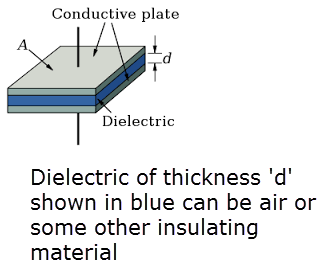 Conductive plate
A
d
Dielectric
Dielectric of thickness 'd'
shown in blue can be air or
some other insulating
material